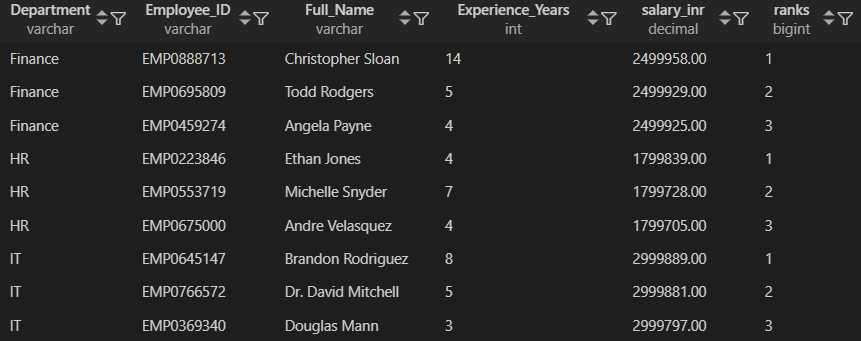 Department Employee_ID Full_Name Experience_Years salary_inr ranks
varchar varchar varchar int decimal bigint
Finance EMP0888713 Christopher Sloan 14 2499958.00 1
Finance EMP0695809 Todd Rodgers 5 2499929.00 2
Finance EMP0459274 Angela Payne 4 2499925.00 3
HR EMP0223846 Ethan Jones 4 1799839.00 1
HR EMP0553719 Michelle Snyder 7 1799728.00 2
HR EMP0675000 Andre Velasquez 4 1799705.00 3
IT EMP0645147 Brandon Rodriguez 8 2999889.00 1
IT EMP0766572 Dr. David Mitchell 5 2999881.00 2
IT EMP0369340 Douglas Mann 3 2999797.00 3